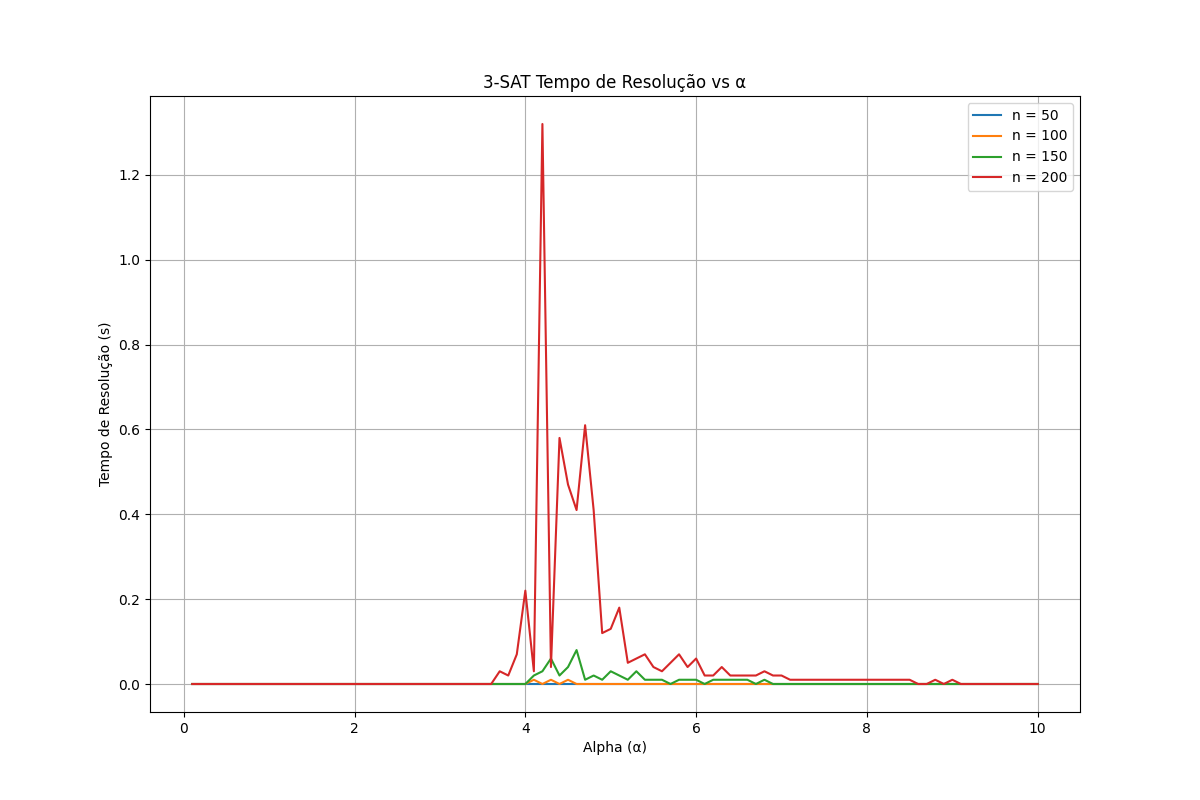 3-SAT Tempo de Resolução vs α
n = 50
n = 100
n = 150
n = 200
Tempo de Resolução (s)
1.2
1.0
0.8
0.6
0.4
0.2
0.0
0 2 4 6 8 10
Alpha (α)